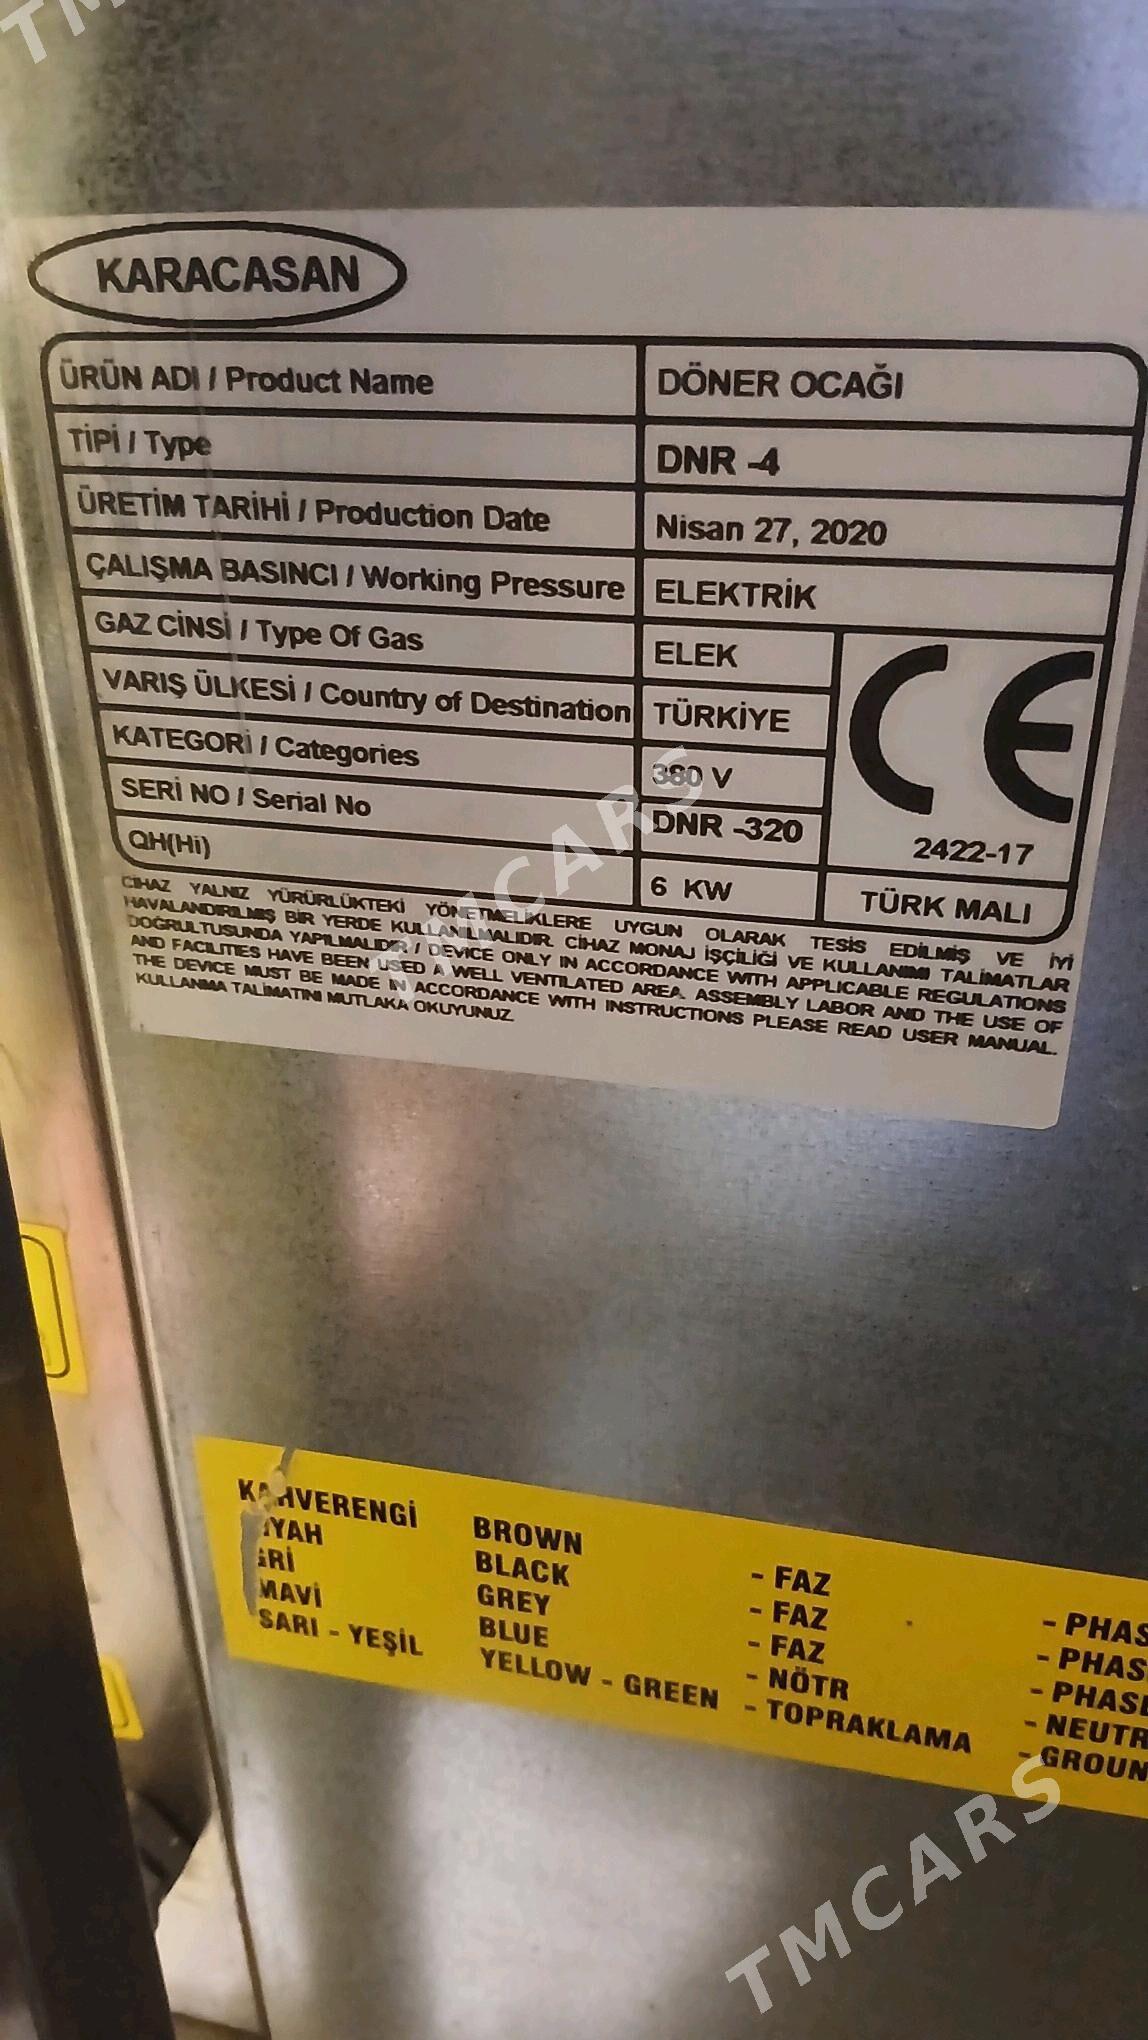 KARACASAN
ÜRÜN ADI / Product Name DÖNER OCAĞI
TİPİ / Type DNR -4
ÜRETİM TARİHİ / Production Date Nisan 27, 2020
ÇALIŞMA BASINCI / Working Pressure ELEKTRİK
GAZ CİNSİ / Type Of Gas ELEK
VARIŞ ÜLKESİ / Country of Destination TÜRKİYE
KATEGORİ / Categories 380 V
SERİ NO / Serial No DNR -320
QH(Hi) 6 KW
CE
2422-17
TÜRK MALI
CİHAZ YALNIZ YÜRÜRLÜKTEKİ YÖNETMELİKLERE UYGUN OLARAK TESİS EDİLMİŞ VE İYİ
HAVALANDIRILMIŞ BİR YERDE KULLANILMALIDIR. CİHAZ MONAJ İŞÇİLİĞİ VE KULLANIMI TALİMATLAR
DOĞRULTUSUNDA YAPILMALIDIR / DEVICE ONLY IN ACCORDANCE WITH APPLICABLE REGULATIONS
AND FACILITIES HAVE BEEN USED A WELL VENTILATED AREA. ASSEMBLY LABOR AND THE USE OF
THE DEVICE MUST BE MADE IN ACCORDANCE WITH INSTRUCTIONS PLEASE READ USER MANUAL.
KULLANMA TALİMATINI MUTLAKA OKUYUNUZ.
KAHVERENGİ BROWN - FAZ - PHAS
İYAH BLACK - FAZ - PHAS
GRİ GREY - FAZ - PHASE
MAVİ BLUE - NÖTR - NEUTR
SARI - YEŞİL YELLOW - GREEN - TOPRAKLAMA - GROUN
TMCARS
TMCARS
TM